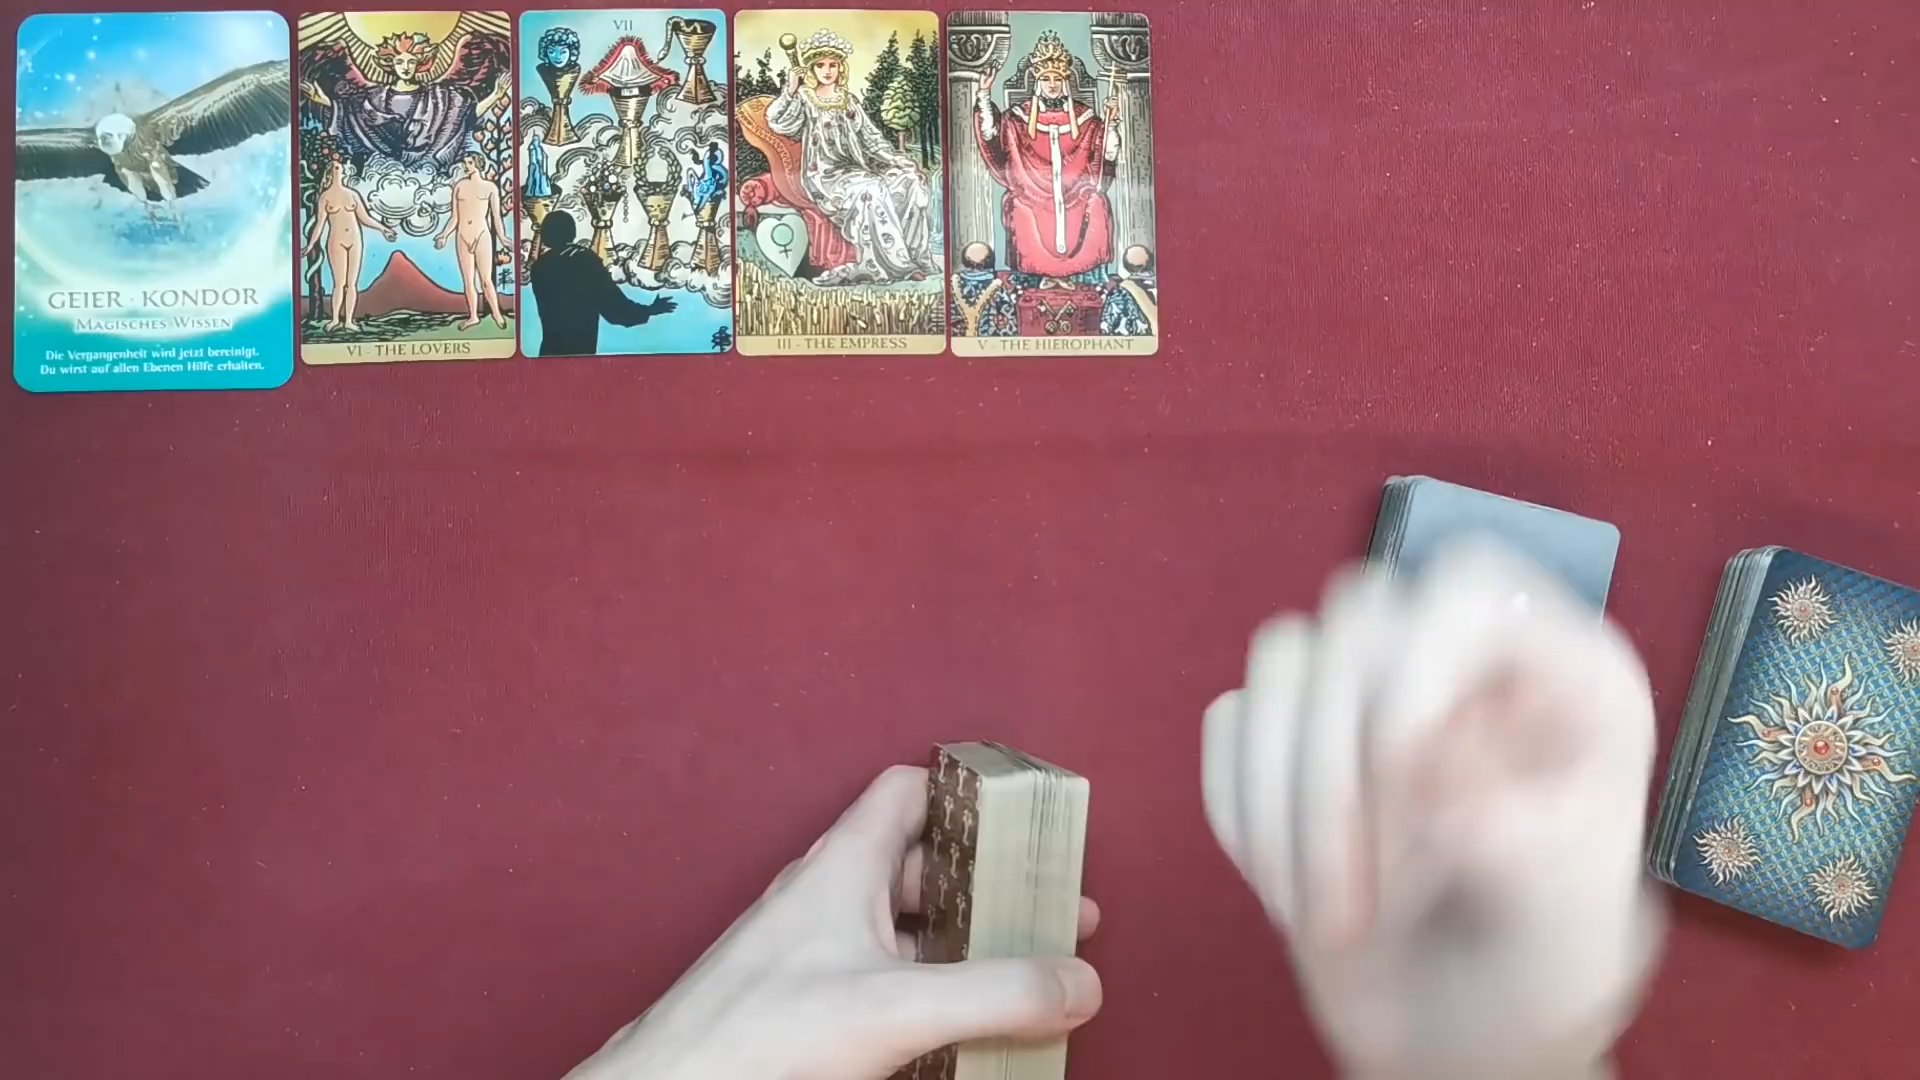 GEIER · KONDOR
MAGISCHES WISSEN
Die Vergangenheit wird jetzt bereinigt.
Du wirst auf allen Ebenen Hilfe erhalten.
VI - THE LOVERS
VII
III - THE EMPRESS
V - THE HIEROPHANT